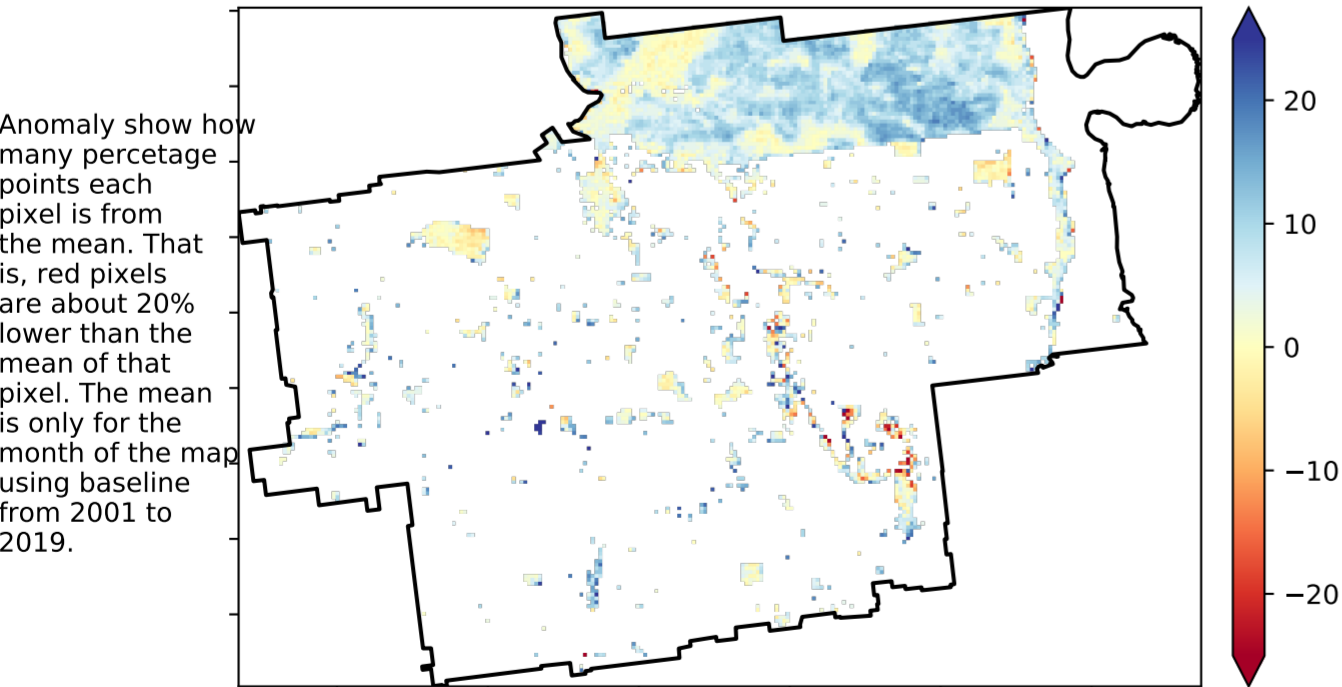 Anomaly show how
many percetage
points each
pixel is from
the mean. That
is, red pixels
are about 20%
lower than the
mean of that
pixel. The mean
is only for the
month of the map
using baseline
from 2001 to
2019.
20
10
0
−10
−20